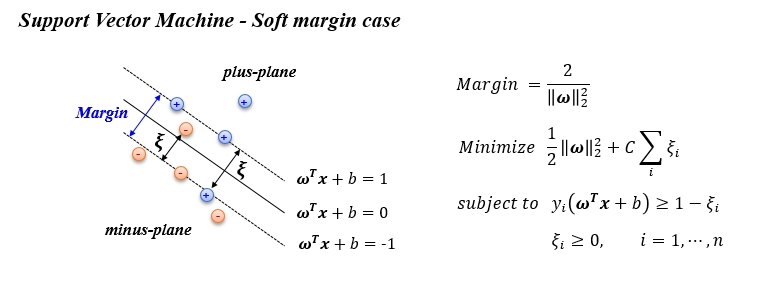 Support Vector Machine - Soft margin case
plus-plane
Margin
ξ
ξ
minus-plane
+
+
+
+
-
-
-
-
ωᵀx + b = 1
ωᵀx + b = 0
ωᵀx + b = -1
Margin = 2 / ‖ω‖₂²
Minimize 1/2 ‖ω‖₂² + C ∑ᵢ ξᵢ
subject to yᵢ(ωᵀx + b) ≥ 1 − ξᵢ
ξᵢ ≥ 0, i = 1,⋯,n